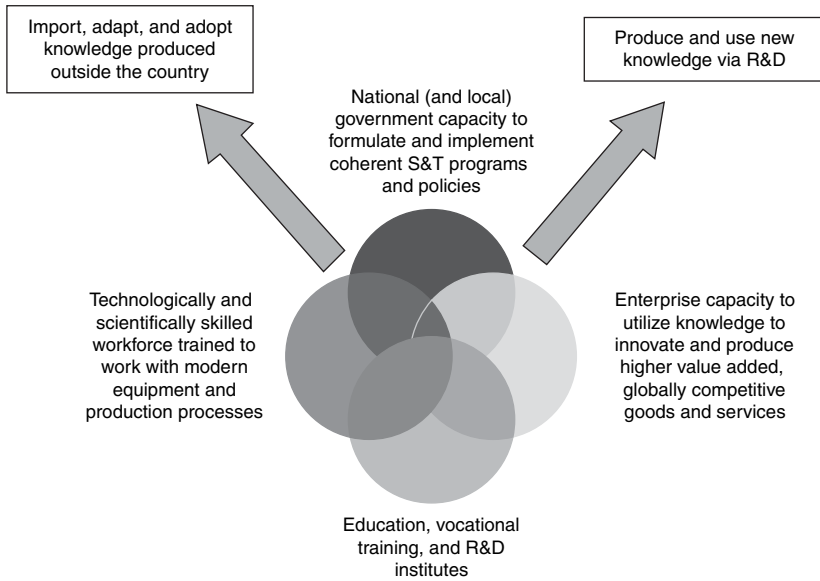 Import, adapt, and adopt
knowledge produced
outside the country
Produce and use new
knowledge via R&D
National (and local)
government capacity to
formulate and implement
coherent S&T programs
and policies
Technologically and
scientifically skilled
workforce trained to
work with modern
equipment and
production processes
Enterprise capacity to
utilize knowledge to
innovate and produce
higher value added,
globally competitive
goods and services
Education, vocational
training, and R&D
institutes